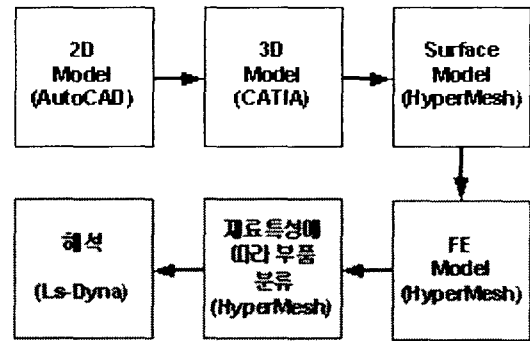 2D
Model
(AutoCAD)
3D
Model
(CATIA)
Surface
Model
(HyperMesh)
FE
Model
(HyperMesh)
재료특성에
따라 부품
분류
(HyperMesh)
해석
(Ls-Dyna)